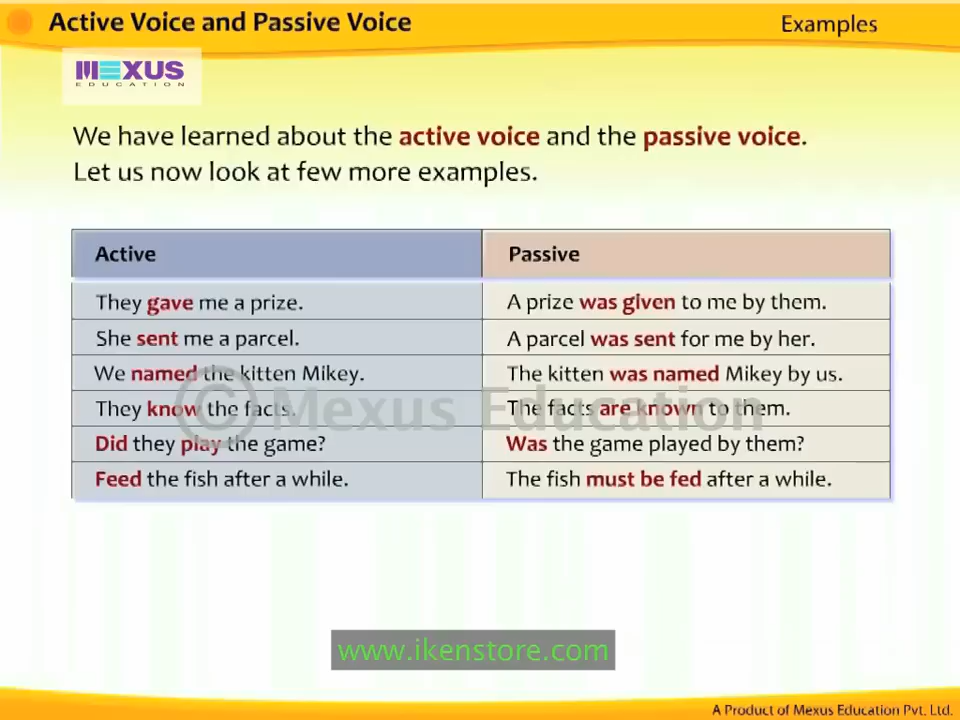 Active Voice and Passive Voice
Examples
MEXUS
EDUCATION
We have learned about the active voice and the passive voice.
Let us now look at few more examples.
Active Passive
They gave me a prize. A prize was given to me by them.
She sent me a parcel. A parcel was sent for me by her.
We named the kitten Mikey. The kitten was named Mikey by us.
They know the facts. The facts are known to them.
© Mexus Education
Did they play the game? Was the game played by them?
Feed the fish after a while. The fish must be fed after a while.
www.ikenstore.com
A Product of Mexus Education Pvt. Ltd.